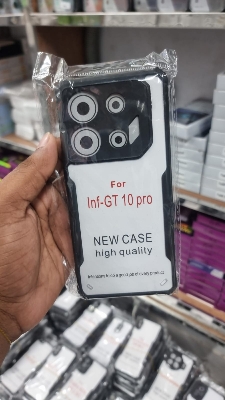 For
Inf-GT 10 pro
NEW CASE
high quality